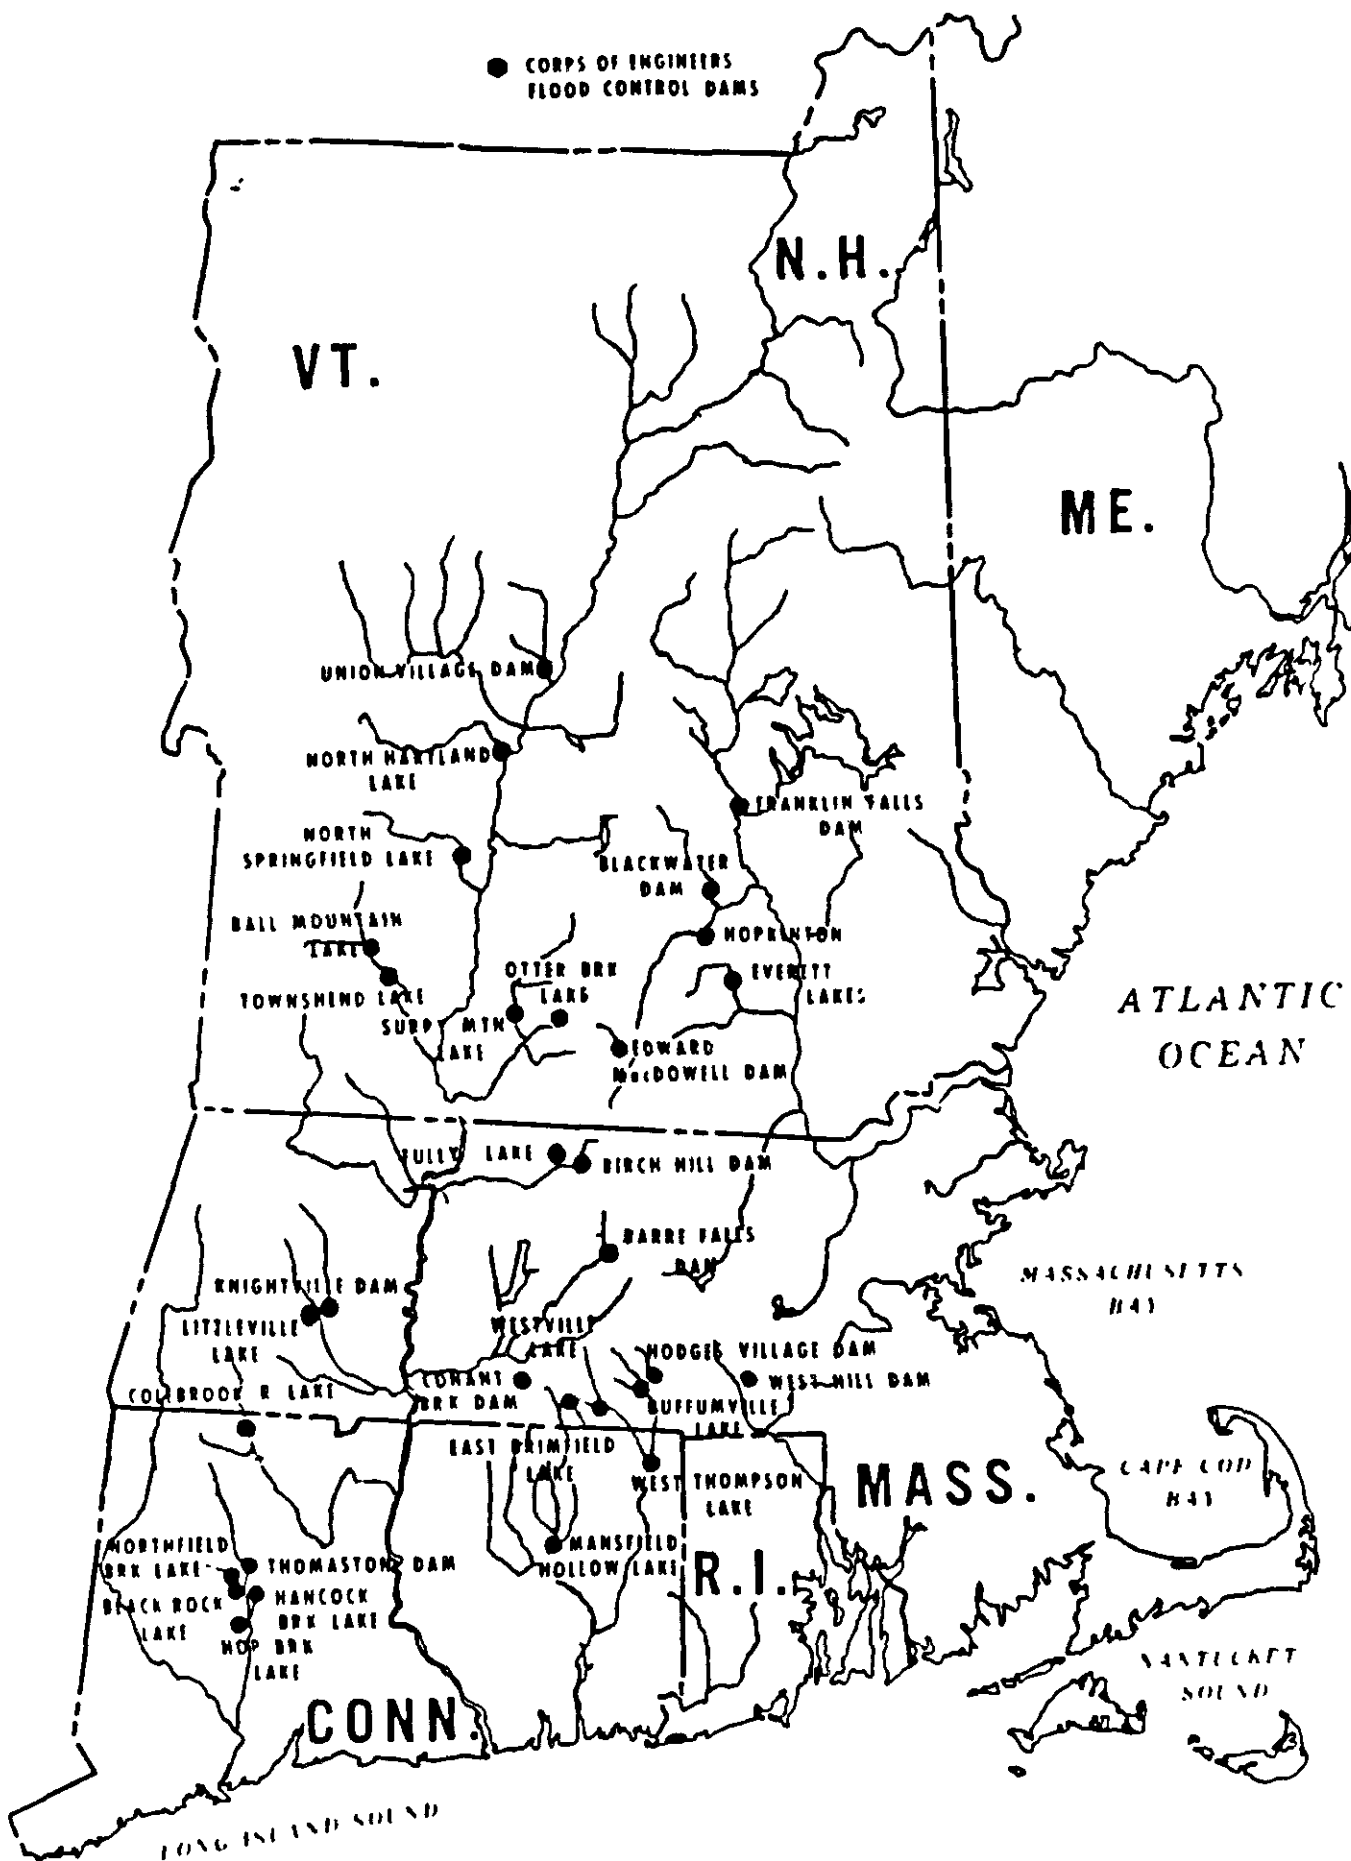 CORPS OF ENGINEERS
FLOOD CONTROL DAMS
N.H.
VT.
ME.
UNION VILLAGE DAM
NORTH HARTLAND
LAKE
FRANKLIN FALLS
DAM
NORTH
SPRINGFIELD LAKE
BLACKWATER
DAM
BALL MOUNTAIN
LAKE
HOPKINTON
OTTER BRK
LAKE
EVERETT
LAKES
TOWNSHEND LAKE
SURRY MTN
LAKE
EDWARD
MacDOWELL DAM
ATLANTIC
OCEAN
TULLY LAKE
BIRCH HILL DAM
BARRE FALLS
DAM
KNIGHTVILLE DAM
MASSACHUSETTS
BAY
LITTLEVILLE
LAKE
WESTVILLE
LAKE
HODGES VILLAGE DAM
COLEBROOK R LAKE
CONANT
BRK DAM
WEST HILL DAM
BUFFUMVILLE
LAKE
EAST BRIMFIELD
LAKE
WEST THOMPSON
LAKE
MASS.
CAPE COD
BAY
NORTHFIELD
BRK LAKE
THOMASTON DAM
MANSFIELD
HOLLOW LAKE
R.I.
BLACK ROCK
LAKE
HANCOCK
BRK LAKE
HOP BRK
LAKE
NANTUCKET
SOUND
CONN.
LONG ISLAND SOUND